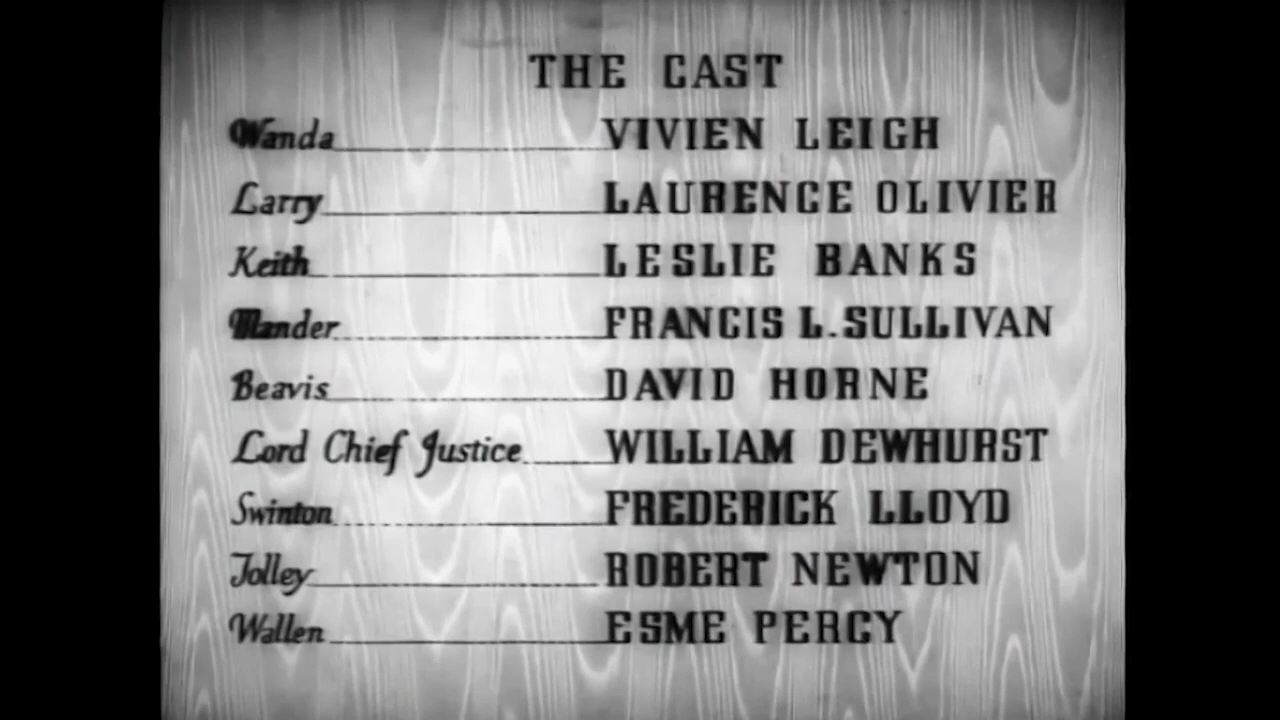 THE CAST
Wanda VIVIEN LEIGH
Larry LAURENCE OLIVIER
Keith LESLIE BANKS
Mander FRANCIS L. SULLIVAN
Beavis DAVID HORNE
Lord Chief Justice WILLIAM DEWHURST
Swinton FREDERICK LLOYD
Jolley ROBERT NEWTON
Wallen ESME PERCY